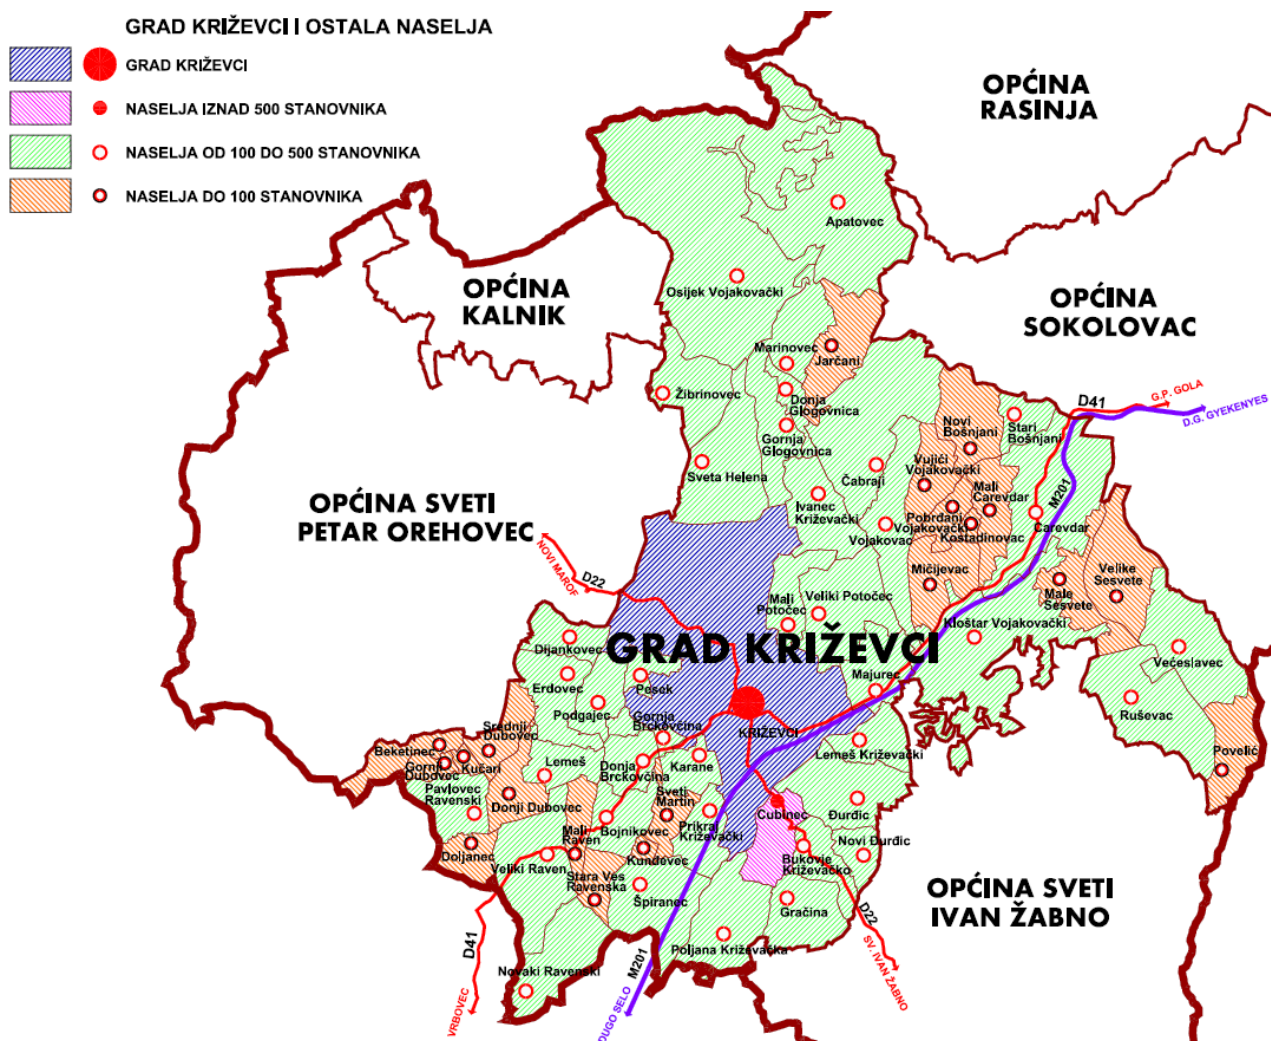 GRAD KRIŽEVCI I OSTALA NASELJA
GRAD KRIŽEVCI
NASELJA IZNAD 500 STANOVNIKA
NASELJA OD 100 DO 500 STANOVNIKA
NASELJA DO 100 STANOVNIKA
OPĆINA
RASINJA
Apatovec
Osijek Vojakovački
OPĆINA
KALNIK
OPĆINA
SOKOLOVAC
Marinovec
Jarčani
Žibrinovec
Donja
Glogovnica
D41
G.P. GOLA
D.G. GYEKENYES
Gornja
Glogovnica
Novi
Bošnjani
Stari
Bošnjani
Sveta Helena
Čabraji
Vujići
Vojakovački
Mali
Carevdar
M201
Ivanec
Križevački
OPĆINA SVETI
PETAR OREHOVEC
Vojakovac
Pobrđani
Vojakovački
Kostadinovac
Carevdar
NOVI MAROF
D22
Mičijevac
Male
Sesvete
Velike
Sesvete
Mali
Potočec
Veliki Potočec
Kloštar Vojakovački
GRAD KRIŽEVCI
Dijankovec
Većeslavec
Erdovec
Pesek
Majurec
Podgajec
Ruševac
Gornja
Brckovčina
KRIŽEVCI
Srednji
Dubovec
Beketinec
Gornji
Dubovec
Kučari
Lemeš
Donja
Brckovčina
Karane
Lemeš Križevački
Povelić
Pavlovec
Ravenski
Donji Dubovec
Sveti
Martin
Cubinec
Đurđic
Bojnikovec
Prikraj
Križevački
Mali
Raven
Doljanec
Veliki Raven
Kundevec
Bukovje
Križevačko
Novi Đurđic
Stara Ves
Ravenska
Špiranec
Gračina
OPĆINA SVETI
IVAN ŽABNO
D22
Poljana Križevačka
D41
M201
SV. IVAN ŽABNO
Novaki Ravenski
VRBOVEC
DUGO SELO